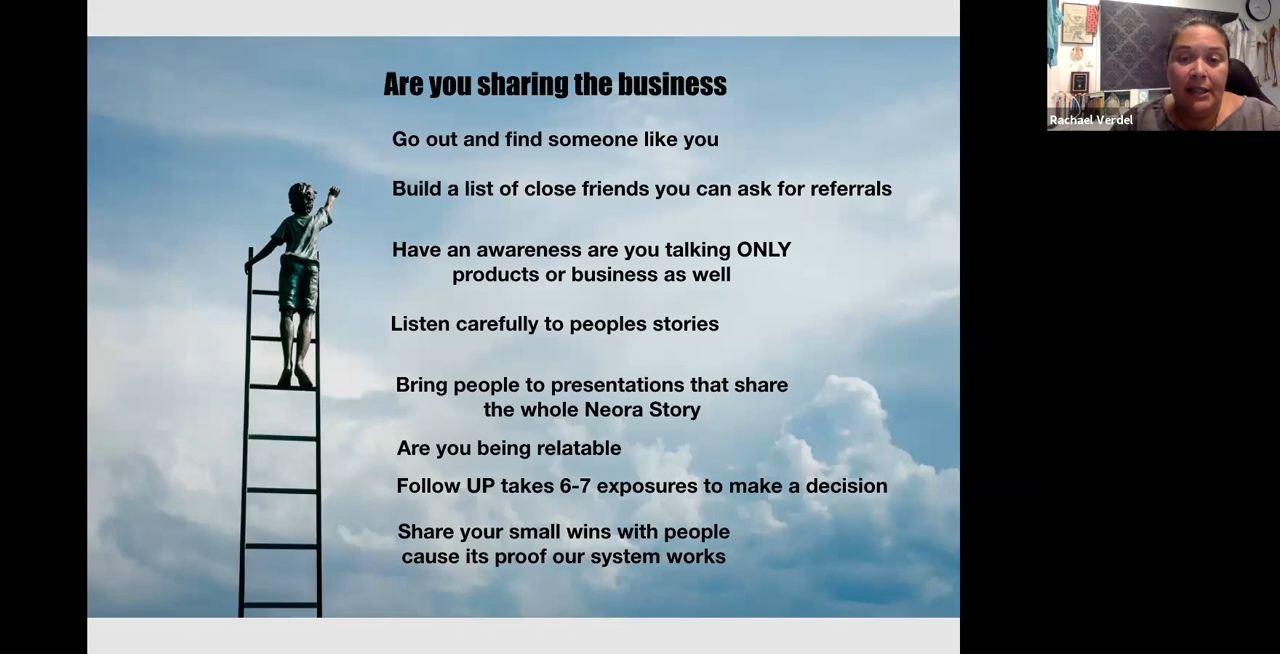 Are you sharing the business
Go out and find someone like you
Build a list of close friends you can ask for referrals
Have an awareness are you talking ONLY
products or business as well
Listen carefully to peoples stories
Bring people to presentations that share
the whole Neora Story
Are you being relatable
Follow UP takes 6-7 exposures to make a decision
Share your small wins with people
cause its proof our system works
Rachael Verdel